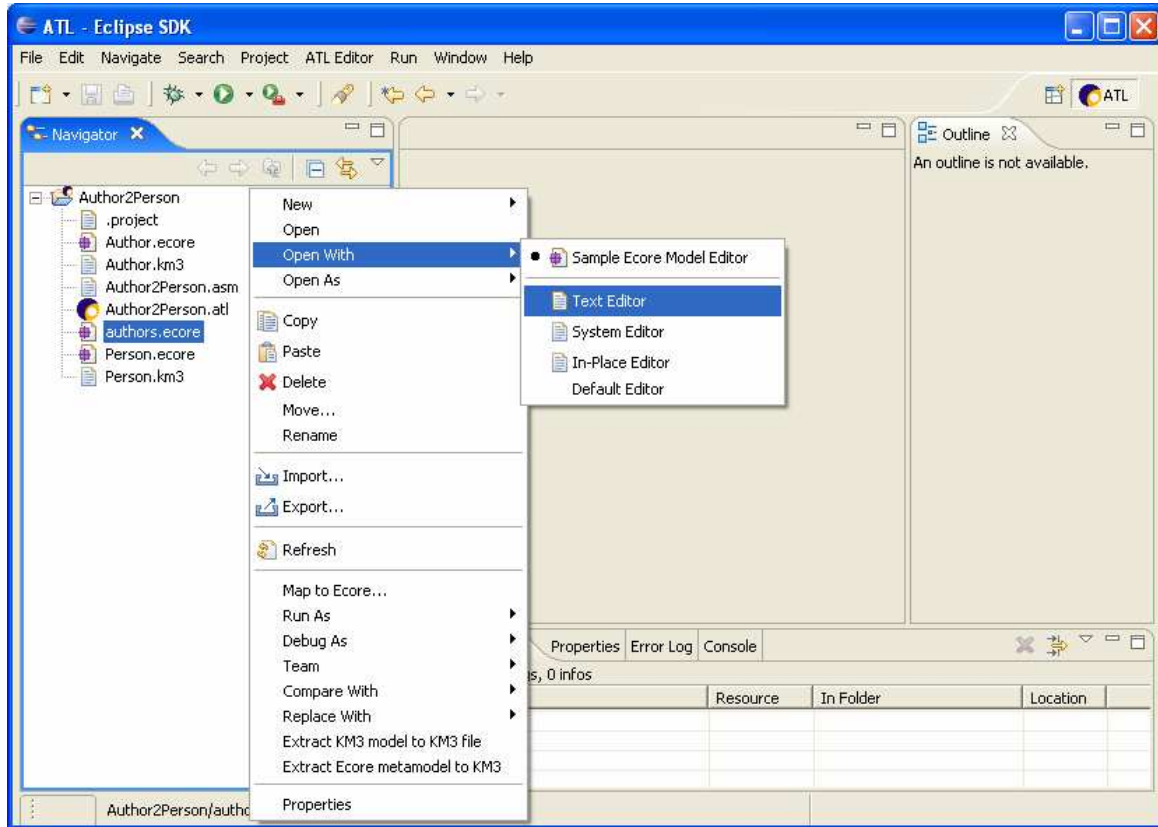 ATL - Eclipse SDK
File Edit Navigate Search Project ATL Editor Run Window Help
ATL
Navigator
Outline
An outline is not available.
Author2Person
.project
Author.ecore
Author.km3
Author2Person.asm
Author2Person.atl
authors.ecore
Person.ecore
Person.km3
New
Open
Open With
Open As
Copy
Paste
Delete
Move...
Rename
Import...
Export...
Refresh
Map to Ecore...
Run As
Debug As
Team
Compare With
Replace With
Extract KM3 model to KM3 file
Extract Ecore metamodel to KM3
Properties
Sample Ecore Model Editor
Text Editor
System Editor
In-Place Editor
Default Editor
Properties Error Log Console
s, 0 infos
Resource In Folder Location
Author2Person/autho